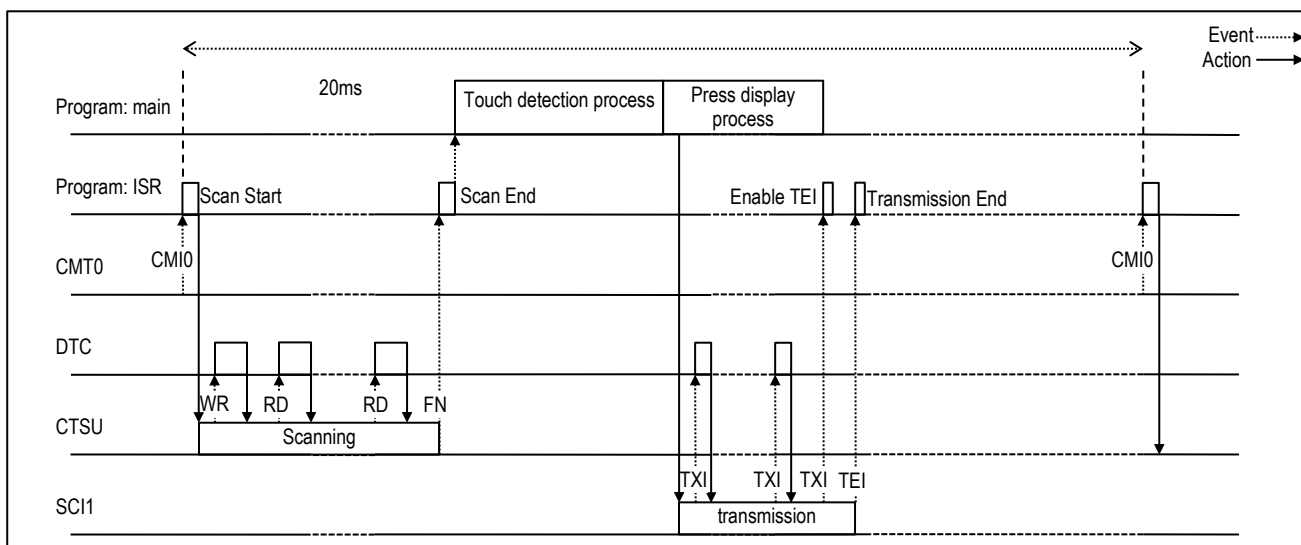 Event
Action
20ms
Program: main
Touch detection process
Press display
process
Program: ISR
Scan Start
Scan End
Enable TEI
Transmission End
CMT0
CMI0
CMI0
DTC
WR
RD
RD
FN
CTSU
Scanning
TXI
TXI
TXI
TEI
SCI1
transmission